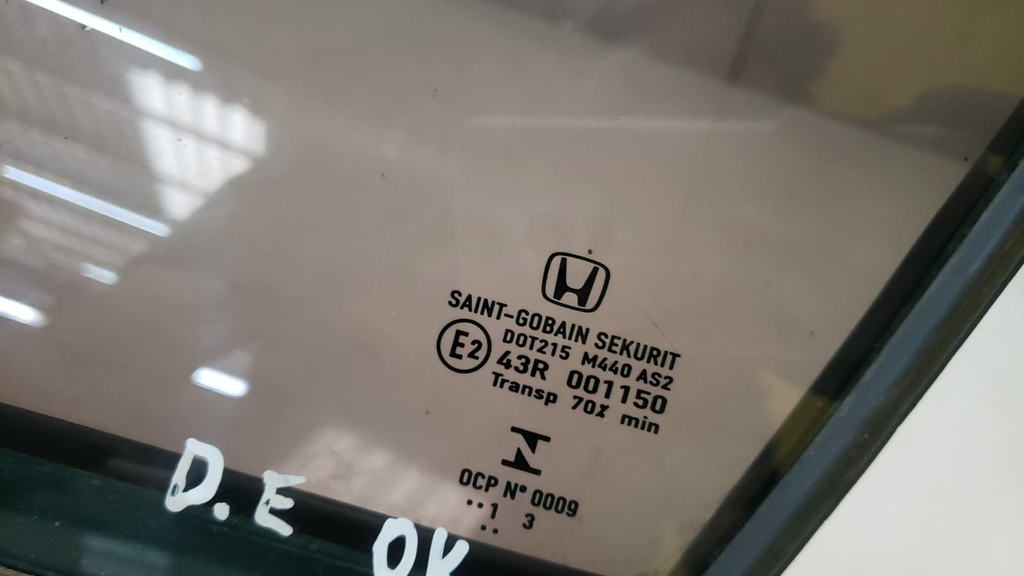 SAINT-GOBAIN SEKURIT
E2
DOT215 M440 AS2
43R 001150
Transp 70% min
OCP N° 0009
..1 3
..
D.E OK